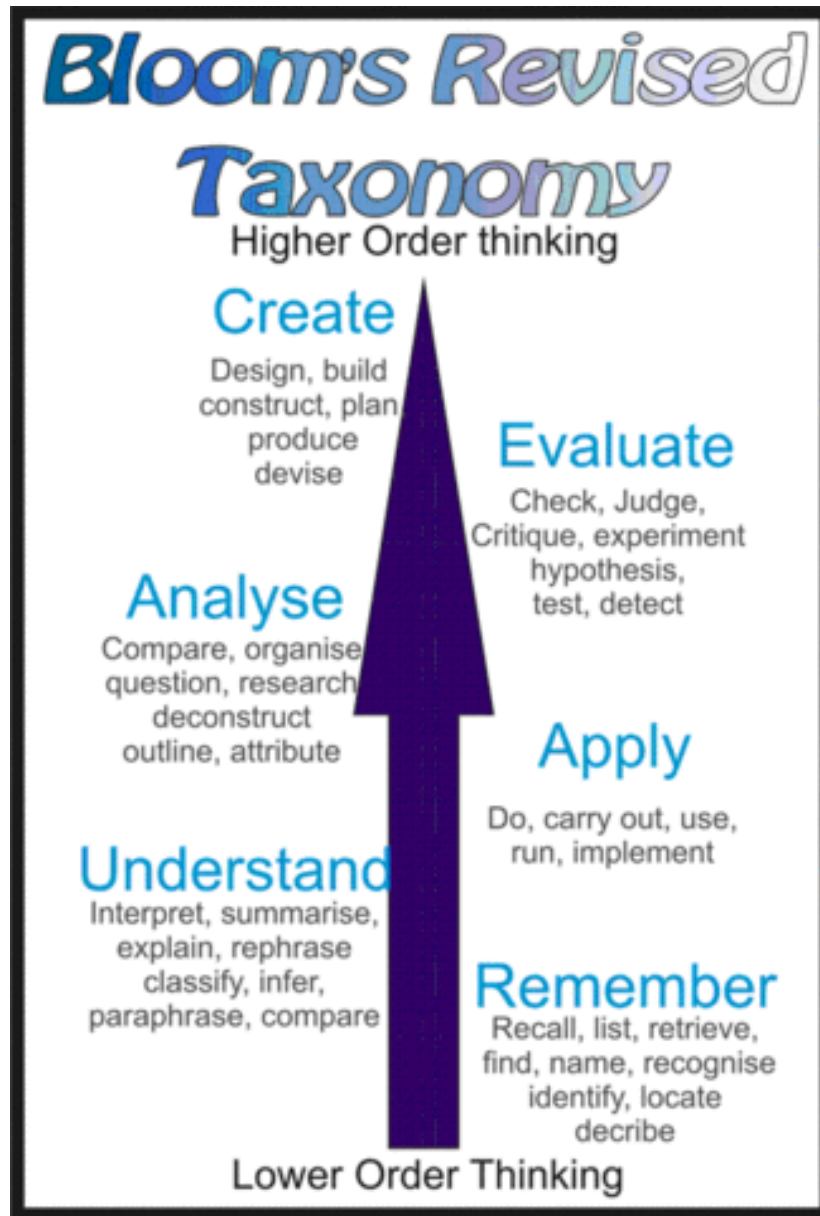 Bloom's Revised
Taxonomy
Higher Order thinking
Create
Design, build
construct, plan
produce
devise
Evaluate
Check, Judge,
Critique, experiment
hypothesis,
test, detect
Analyse
Compare, organise
question, research
deconstruct
outline, attribute
Apply
Do, carry out, use,
run, implement
Understand
Interpret, summarise,
explain, rephrase
classify, infer,
paraphrase, compare
Remember
Recall, list, retrieve,
find, name, recognise
identify, locate
decribe
Lower Order Thinking